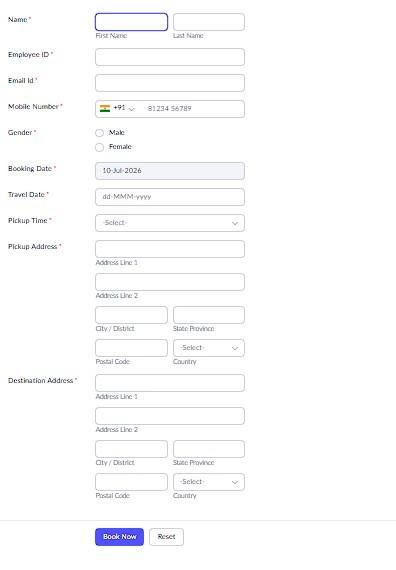 Name *
First Name Last Name
Employee ID *
Email Id *
Mobile Number * +91 81234 56789
Gender * Male
Female
Booking Date * 10-Jul-2026
Travel Date * dd-MMM-yyyy
Pickup Time * -Select-
Pickup Address *
Address Line 1
Address Line 2
City / District State Province
-Select-
Postal Code Country
Destination Address *
Address Line 1
Address Line 2
City / District State Province
-Select-
Postal Code Country
Book Now Reset